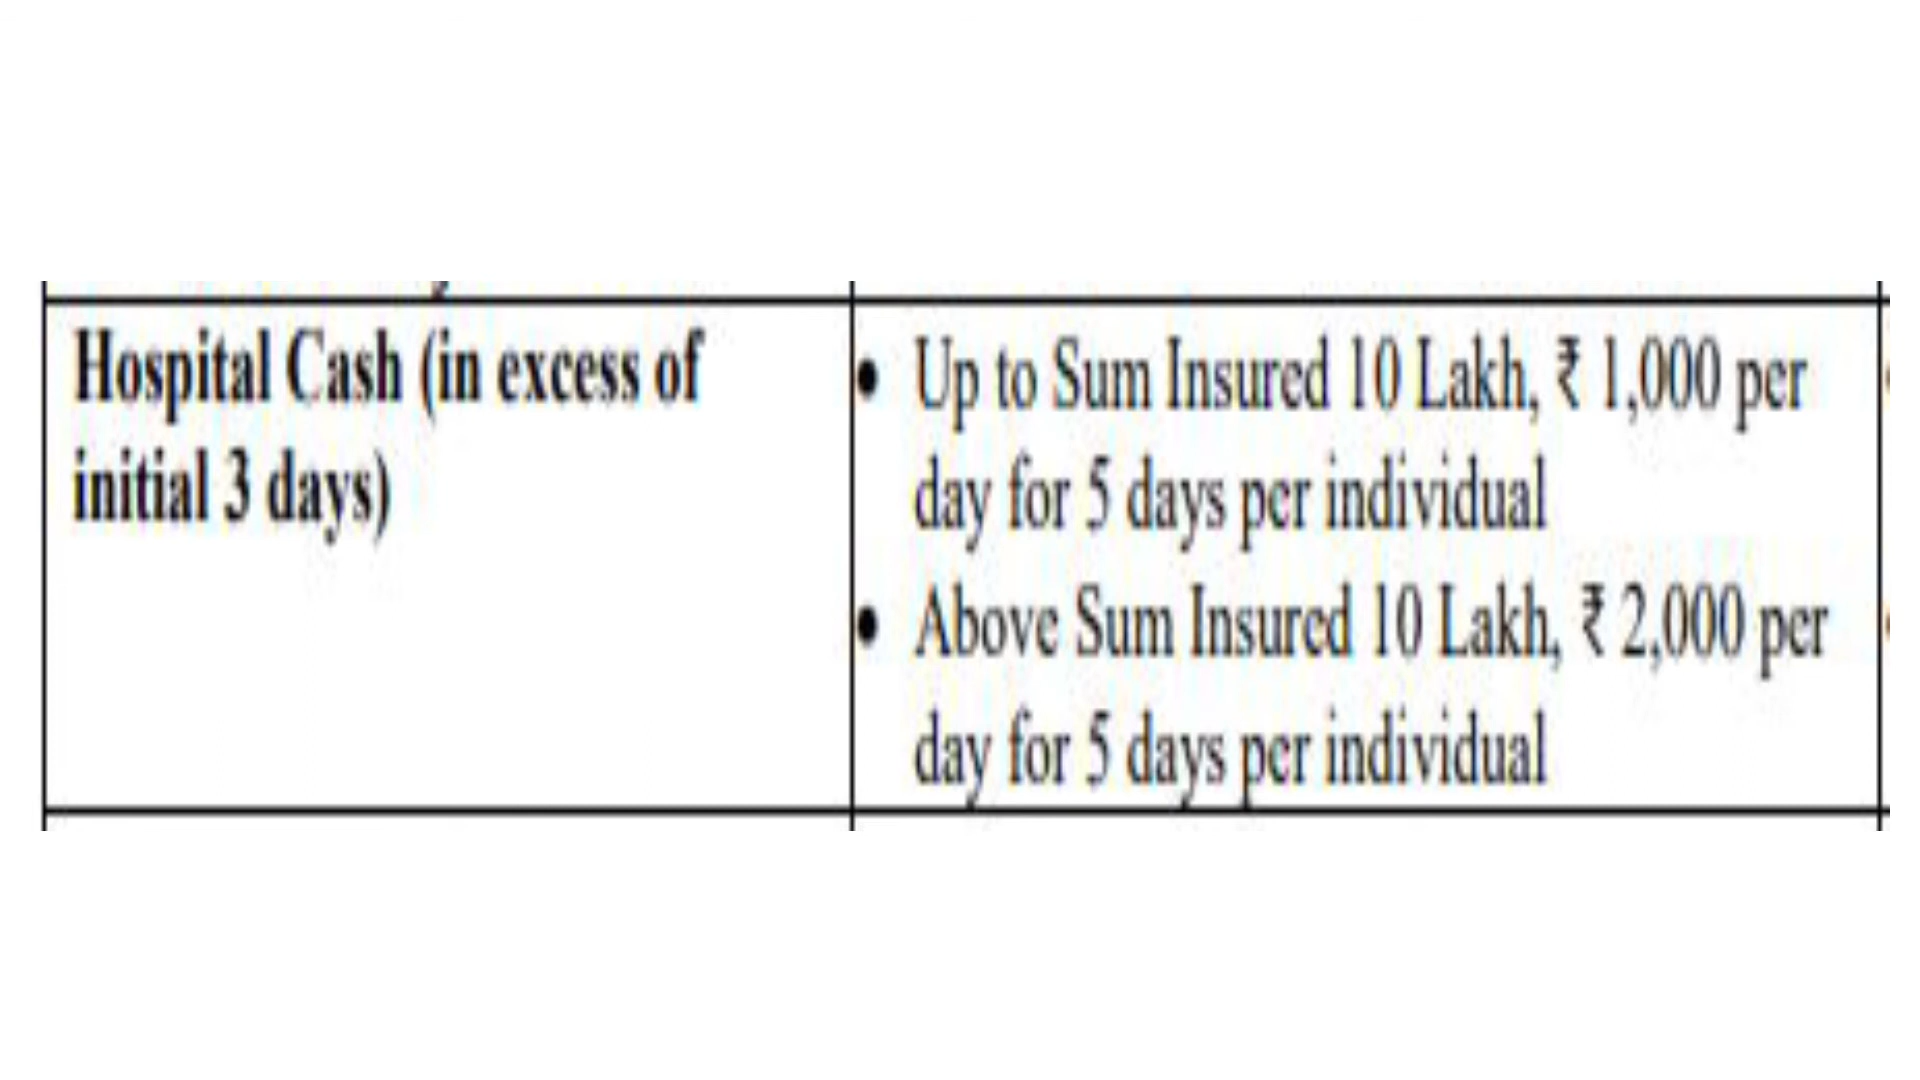 Hospital Cash (in excess of
initial 3 days)
• Up to Sum Insured 10 Lakh, ₹ 1,000 per
day for 5 days per individual
• Above Sum Insured 10 Lakh, ₹ 2,000 per
day for 5 days per individual